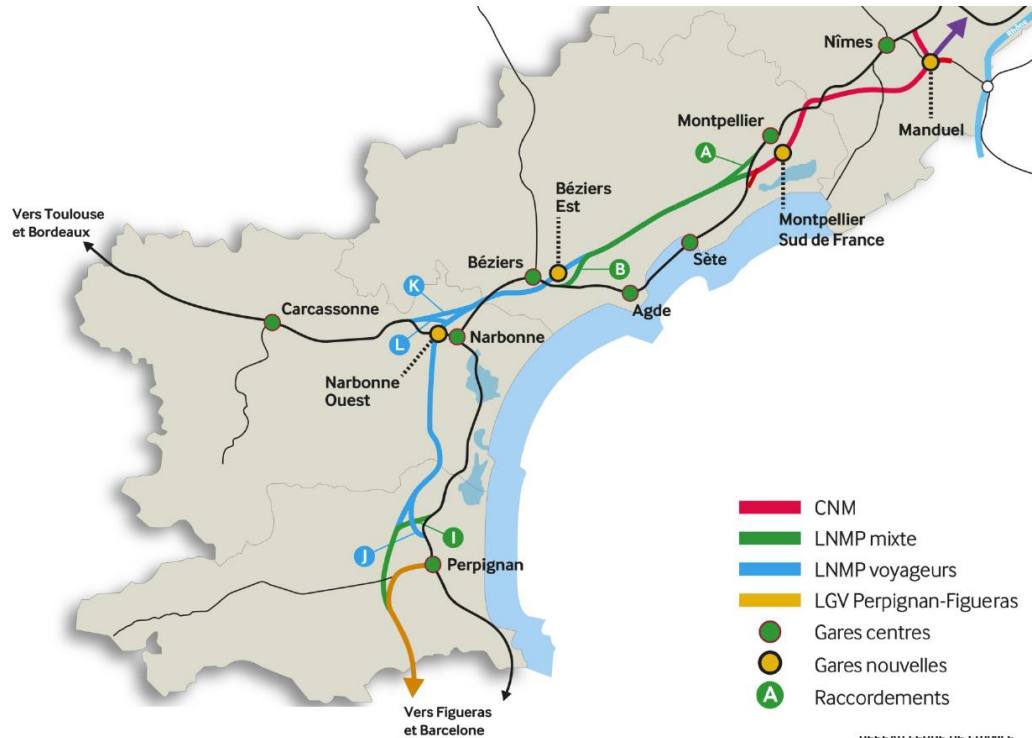 Rhône
Nîmes
Manduel
Montpellier
A
Béziers
Est
Montpellier
Sud de France
Vers Toulouse
et Bordeaux
Sète
Béziers
B
K
Agde
Carcassonne
L
Narbonne
Narbonne
Ouest
I
J
Perpignan
Vers Figueras
et Barcelone
CNM
LNMP mixte
LNMP voyageurs
LGV Perpignan-Figueras
Gares centres
Gares nouvelles
A
Raccordements